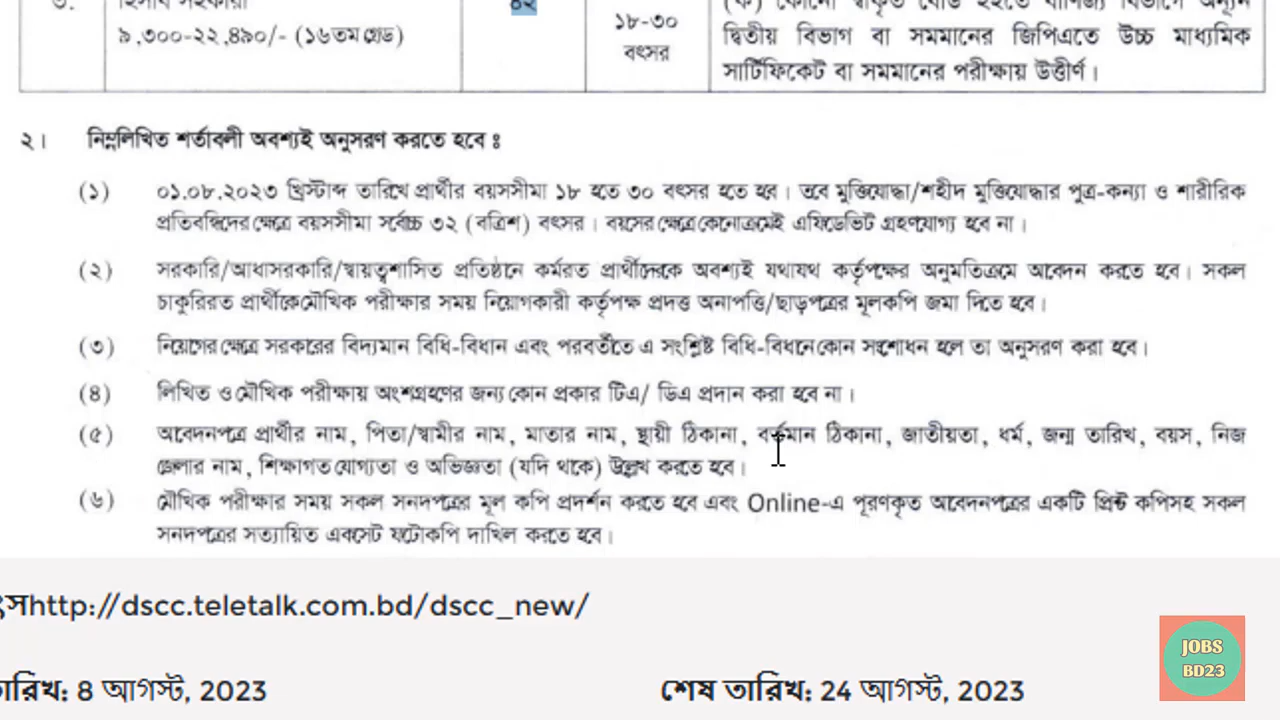 ৩. হিসাব সহকারী ৪২ (ক) কোনো স্বীকৃত বোর্ড হইতে বাণিজ্য বিভাগে অন্যূন
৯,৩০০-২২,৪৯০/- (১৬তম গ্রেড) ১৮-৩০ দ্বিতীয় বিভাগ বা সমমানের জিপিএতে উচ্চ মাধ্যমিক
বৎসর সার্টিফিকেট বা সমমানের পরীক্ষায় উত্তীর্ণ।
২। নিম্নলিখিত শর্তাবলী অবশ্যই অনুসরণ করতে হবে ঃ
(১) ০১.০৮.২০২৩ খ্রিস্টাব্দ তারিখে প্রার্থীর বয়সসীমা ১৮ হতে ৩০ বৎসর হতে হবে। তবে মুক্তিযোদ্ধা/শহীদ মুক্তিযোদ্ধার পুত্র-কন্যা ও শারীরিক
প্রতিবন্ধিদের ক্ষেত্রে বয়সসীমা সর্বোচ্চ ৩২ (বত্রিশ) বৎসর। বয়সের ক্ষেত্রে কোনোক্রমেই এফিডেভিট গ্রহণযোগ্য হবে না।
(২) সরকারি/আধাসরকারি/স্বায়ত্বশাসিত প্রতিষ্ঠানে কর্মরত প্রার্থীদেরকে অবশ্যই যথাযথ কর্তৃপক্ষের অনুমতিক্রমে আবেদন করতে হবে। সকল
চাকুরিরত প্রার্থীকে মৌখিক পরীক্ষার সময় নিয়োগকারী কর্তৃপক্ষ প্রদত্ত অনাপত্তি/ছাড়পত্রের মূলকপি জমা দিতে হবে।
(৩) নিয়োগের ক্ষেত্রে সরকারের বিদ্যমান বিধি-বিধান এবং পরবর্তীতে এ সংশ্লিষ্ট বিধি-বিধানে কোন সংশোধন হলে তা অনুসরণ করা হবে।
(৪) লিখিত ও মৌখিক পরীক্ষায় অংশগ্রহণের জন্য কোন প্রকার টিএ/ ডিএ প্রদান করা হবে না।
(৫) আবেদনপত্রে প্রার্থীর নাম, পিতা/স্বামীর নাম, মাতার নাম, স্থায়ী ঠিকানা, বর্তমান ঠিকানা, জাতীয়তা, ধর্ম, জন্ম তারিখ, বয়স, নিজ
জেলার নাম, শিক্ষাগত যোগ্যতা ও অভিজ্ঞতা (যদি থাকে) উল্লেখ করতে হবে।
(৬) মৌখিক পরীক্ষার সময় সকল সনদপত্রের মূল কপি প্রদর্শন করতে হবে এবং Online-এ পূরণকৃত আবেদনপত্রের একটি প্রিন্ট কপিসহ সকল
সনদপত্রের সত্যায়িত একসেট ফটোকপি দাখিল করতে হবে।
ৎসhttp://dscc.teletalk.com.bd/dscc_new/
তারিখ: 8 আগস্ট, 2023 শেষ তারিখ: 24 আগস্ট, 2023
JOBS
BD23